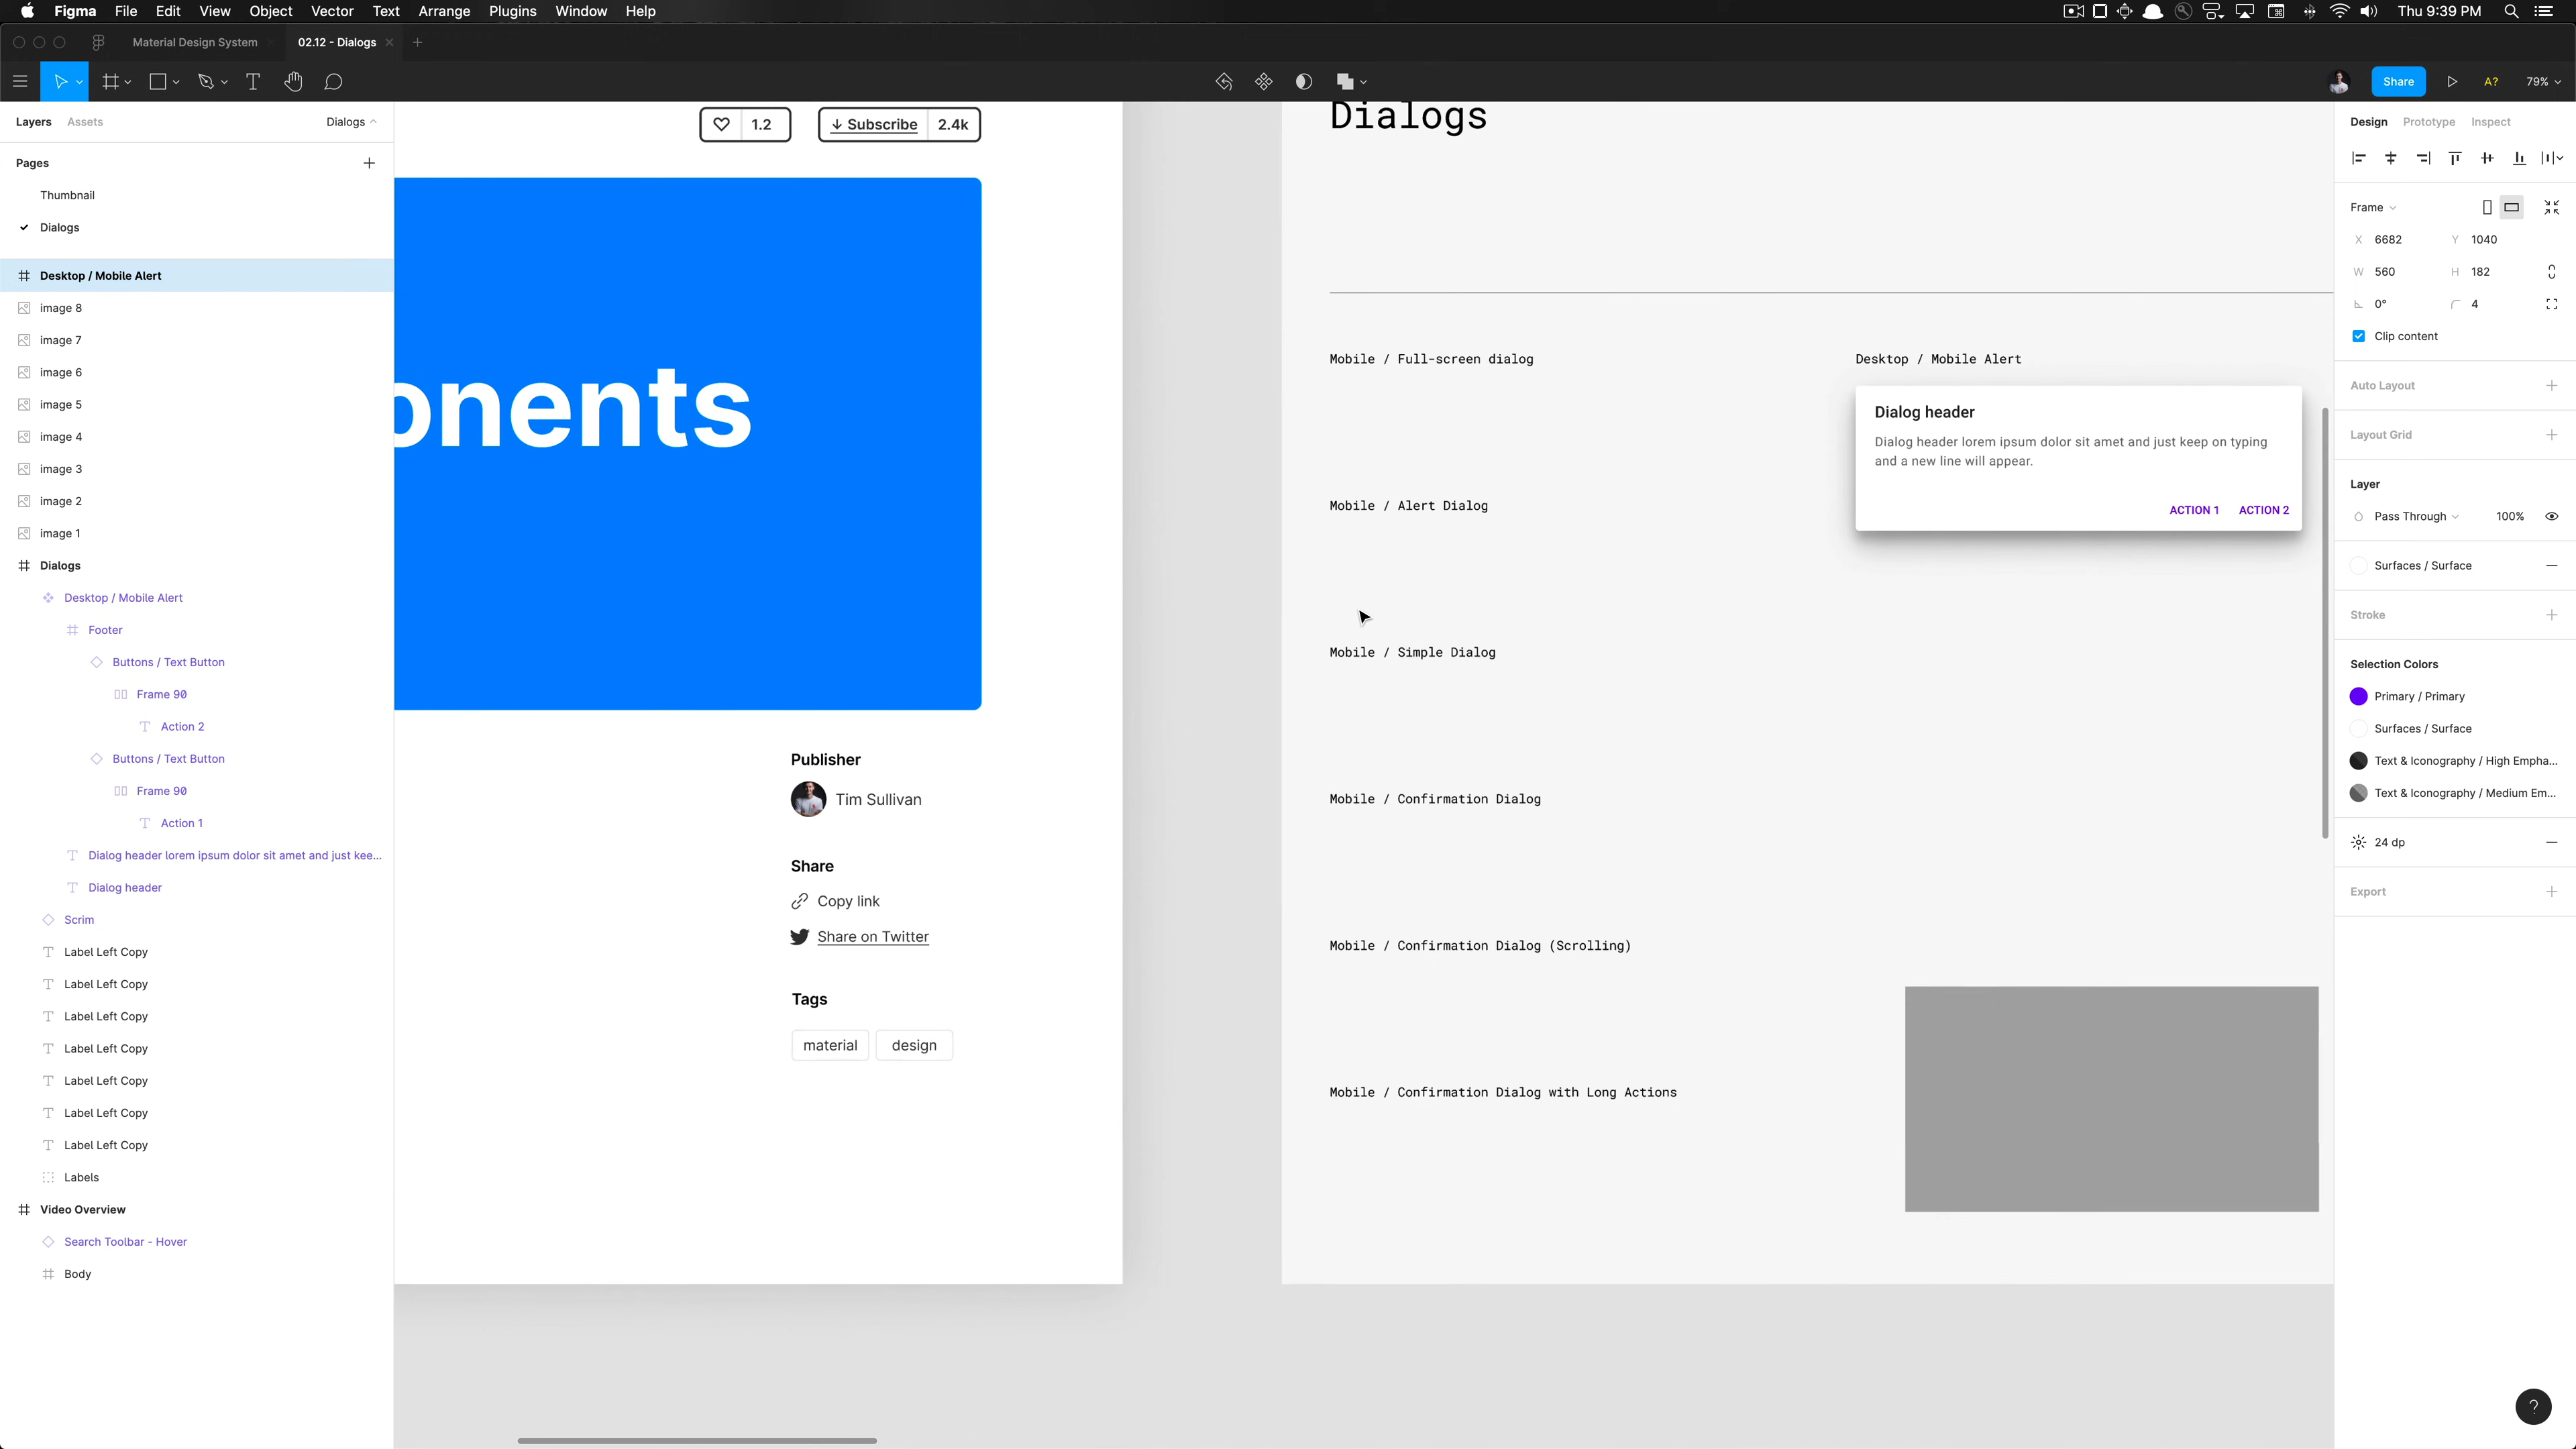 Figma File Edit View Object Vector Text Arrange Plugins Window Help
Thu 9:39 PM
Material Design System
02.12 - Dialogs
Share
A?
79%
Layers Assets
Dialogs
Pages
Thumbnail
Dialogs
Desktop / Mobile Alert
image 8
image 7
image 6
image 5
image 4
image 3
image 2
image 1
Dialogs
Desktop / Mobile Alert
Footer
Buttons / Text Button
Frame 90
Action 2
Buttons / Text Button
Frame 90
Action 1
Dialog header lorem ipsum dolor sit amet and just kee...
Dialog header
Scrim
Label Left Copy
Label Left Copy
Label Left Copy
Label Left Copy
Label Left Copy
Label Left Copy
Label Left Copy
Labels
Video Overview
Search Toolbar - Hover
Body
1.2
Subscribe 2.4k
onents
Publisher
Tim Sullivan
Share
Copy link
Share on Twitter
Tags
material
design
Dialogs
Mobile / Full-screen dialog
Mobile / Alert Dialog
Mobile / Simple Dialog
Mobile / Confirmation Dialog
Mobile / Confirmation Dialog (Scrolling)
Mobile / Confirmation Dialog with Long Actions
Desktop / Mobile Alert
Dialog header
Dialog header lorem ipsum dolor sit amet and just keep on typing
and a new line will appear.
ACTION 1 ACTION 2
Design Prototype Inspect
Frame
X 6682 Y 1040
W 560 H 182
0° 4
Clip content
Auto Layout
Layout Grid
Layer
Pass Through 100%
Surfaces / Surface
Stroke
Selection Colors
Primary / Primary
Surfaces / Surface
Text & Iconography / High Empha...
Text & Iconography / Medium Em...
24 dp
Export
?